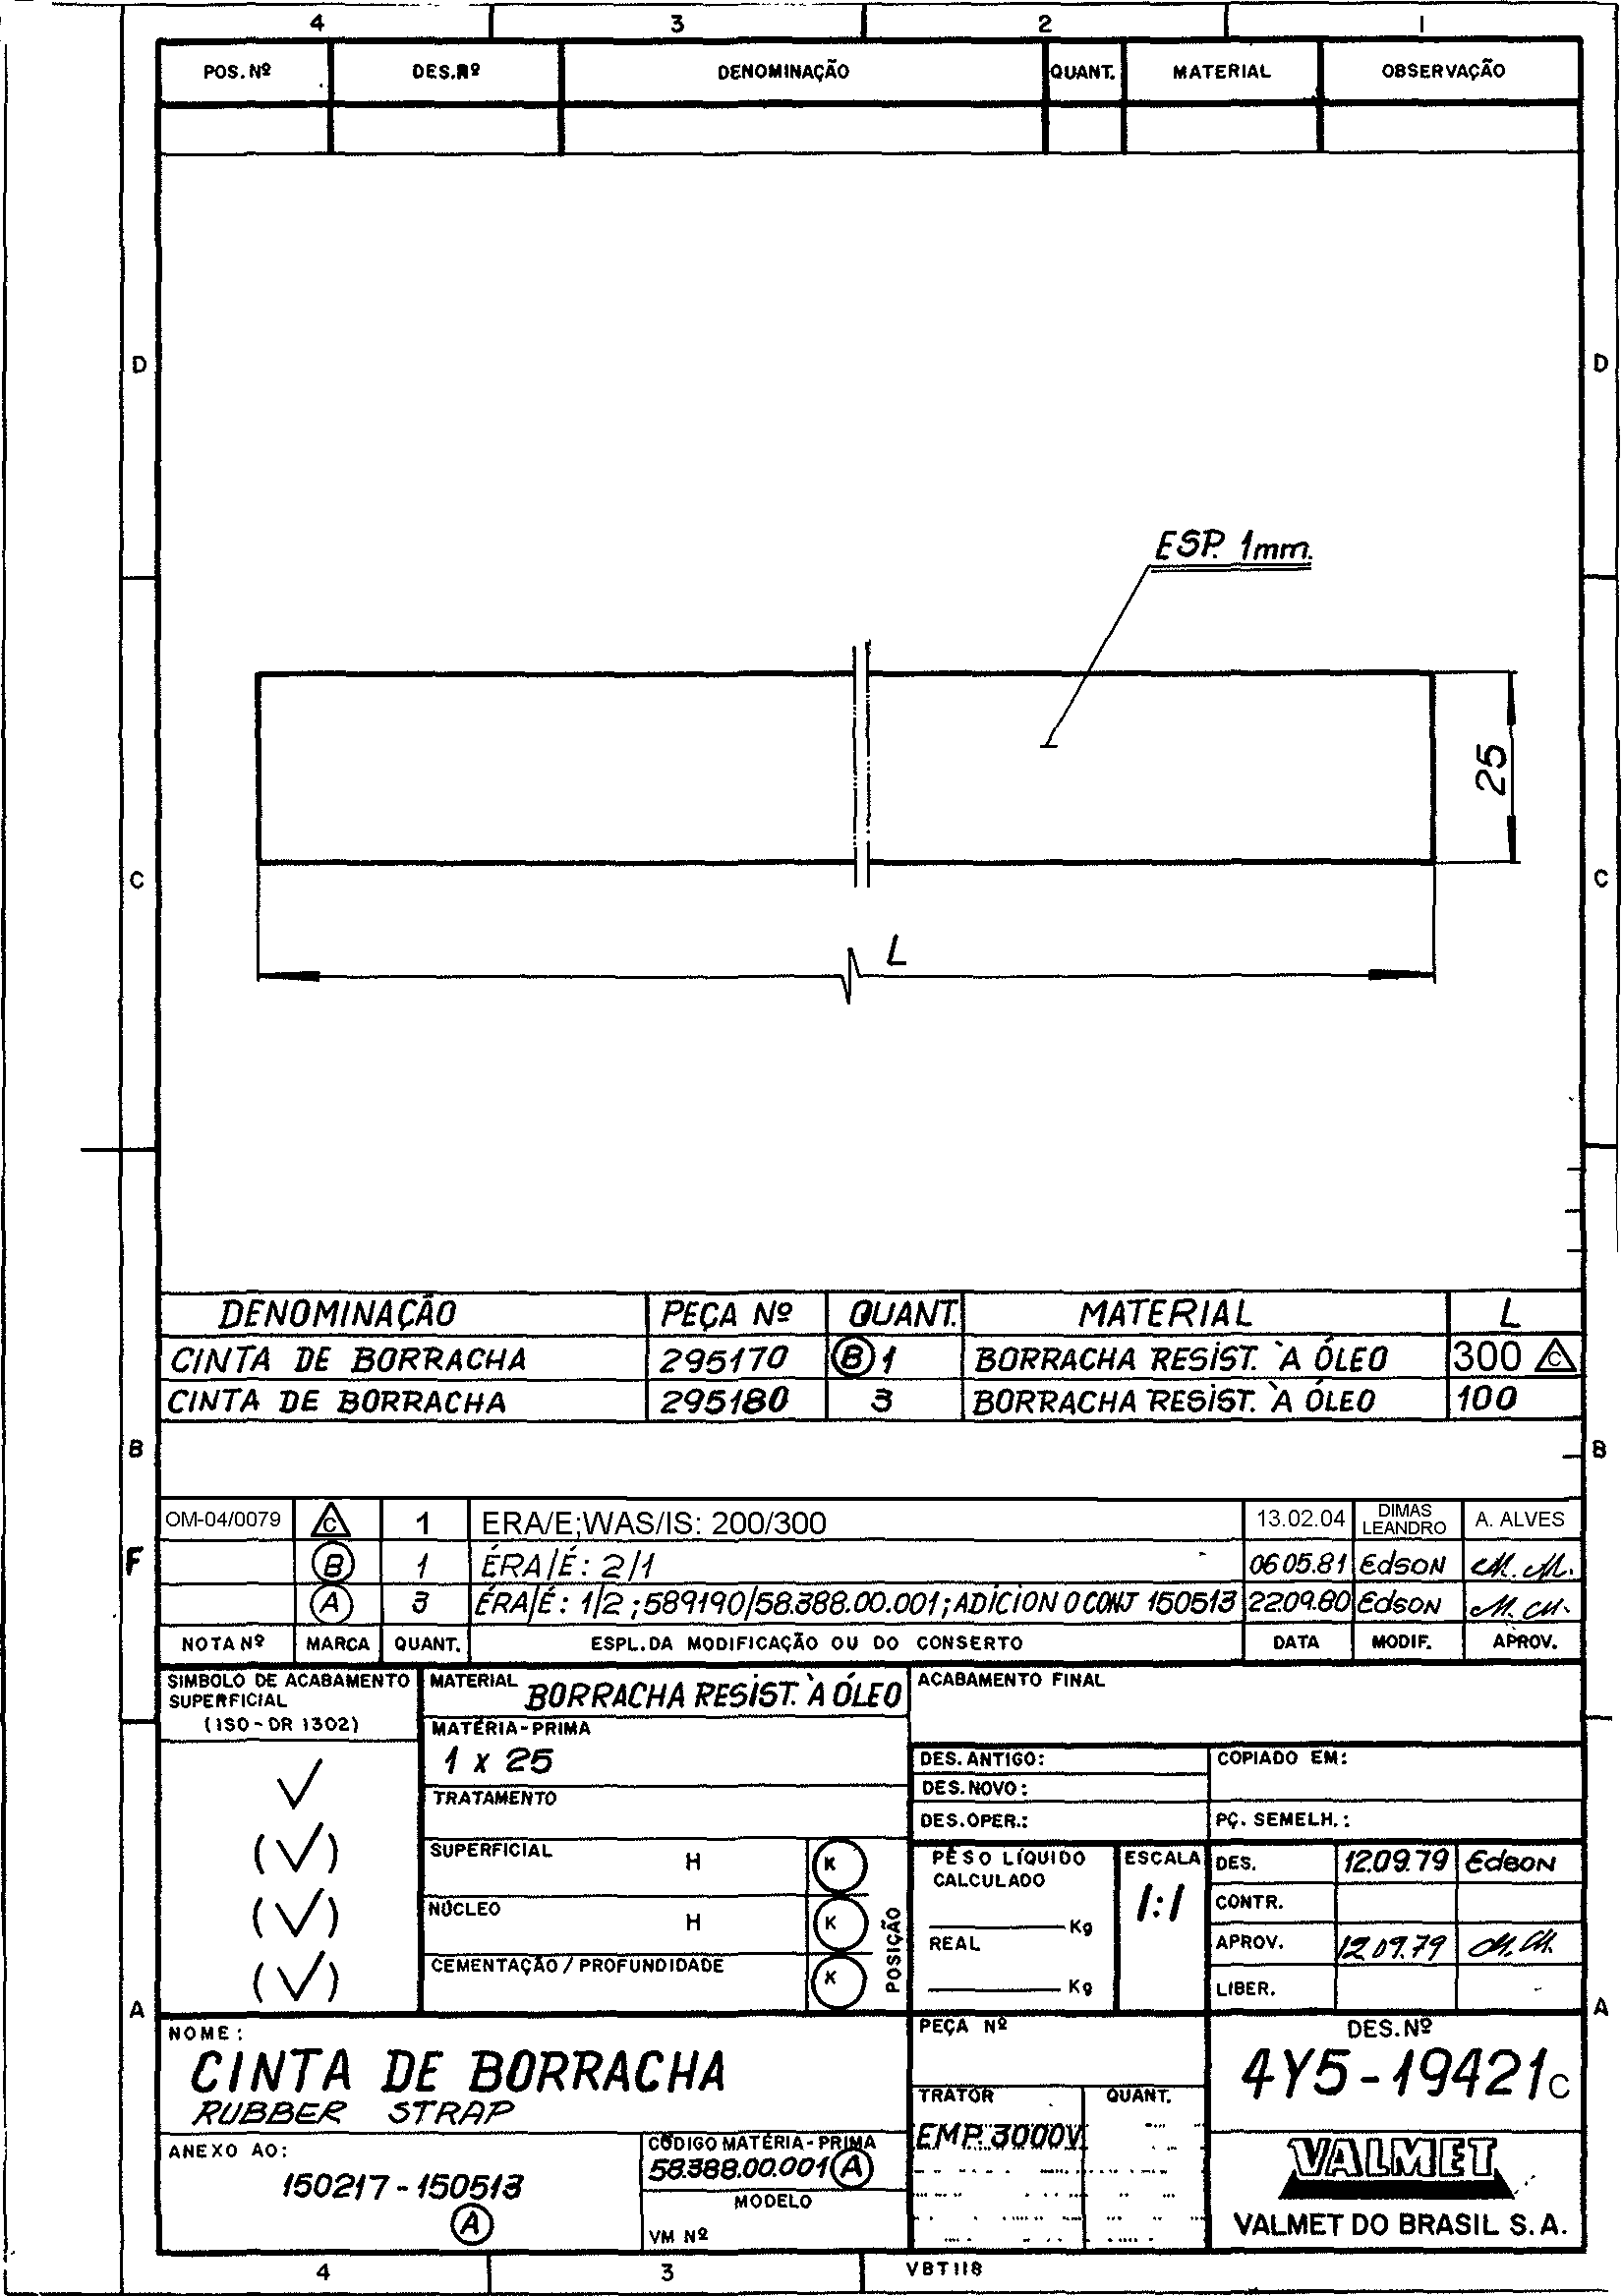 4 3 2 1
POS. Nº DES. Nº DENOMINAÇÃO QUANT. MATERIAL OBSERVAÇÃO
D D
ESP. 1mm.
25
C C
L
DENOMINAÇÃO PEÇA Nº QUANT. MATERIAL L
CINTA DE BORRACHA 295170 B 1 BORRACHA RESIST. À ÓLEO 300 C
CINTA DE BORRACHA 295180 3 BORRACHA RESIST. À ÓLEO 100
B B
OM-04/0079 C 1 ERA/E;WAS/IS: 200/300 13.02.04 DIMAS LEANDRO A. ALVES
F B 1 ÉRA/É: 2/1 06 05.81 Edson M. M.
A 3 ÉRA/É: 1/2; 589190/58.388.00.001; ADICION O CONJ 150513 22.09.80 Edson M. M.
NOTA Nº MARCA QUANT. ESPL. DA MODIFICAÇÃO OU DO CONSERTO DATA MODIF. APROV.
SIMBOLO DE ACABAMENTO SUPERFICIAL
(ISO-DR 1302)
MATERIAL BORRACHA RESIST. À ÓLEO
ACABAMENTO FINAL
MATÉRIA-PRIMA
1 x 25
DES. ANTIGO: COPIADO EM:
DES. NOVO:
TRATAMENTO
DES. OPER.: PÇ. SEMELH.:
SUPERFICIAL H K
NÚCLEO H K
CEMENTAÇÃO / PROFUNDIDADE K
POSIÇÃO
PÊSO LÍQUIDO
CALCULADO
Kg
REAL
Kg
ESCALA
1:1
DES. 12.09.79 Edson
CONTR.
APROV. 12.09.79 M. M.
LIBER.
A A
NOME:
CINTA DE BORRACHA
RUBBER STRAP
PEÇA Nº
TRATOR QUANT.
EMP. 3000V
DES. Nº
4Y5-19421 C
ANEXO AO:
150217 - 150513
A
CÓDIGO MATÉRIA-PRIMA
58.388.00.001 A
MODELO
VM Nº
VALMET
VALMET DO BRASIL S.A.
4 3 VBT118